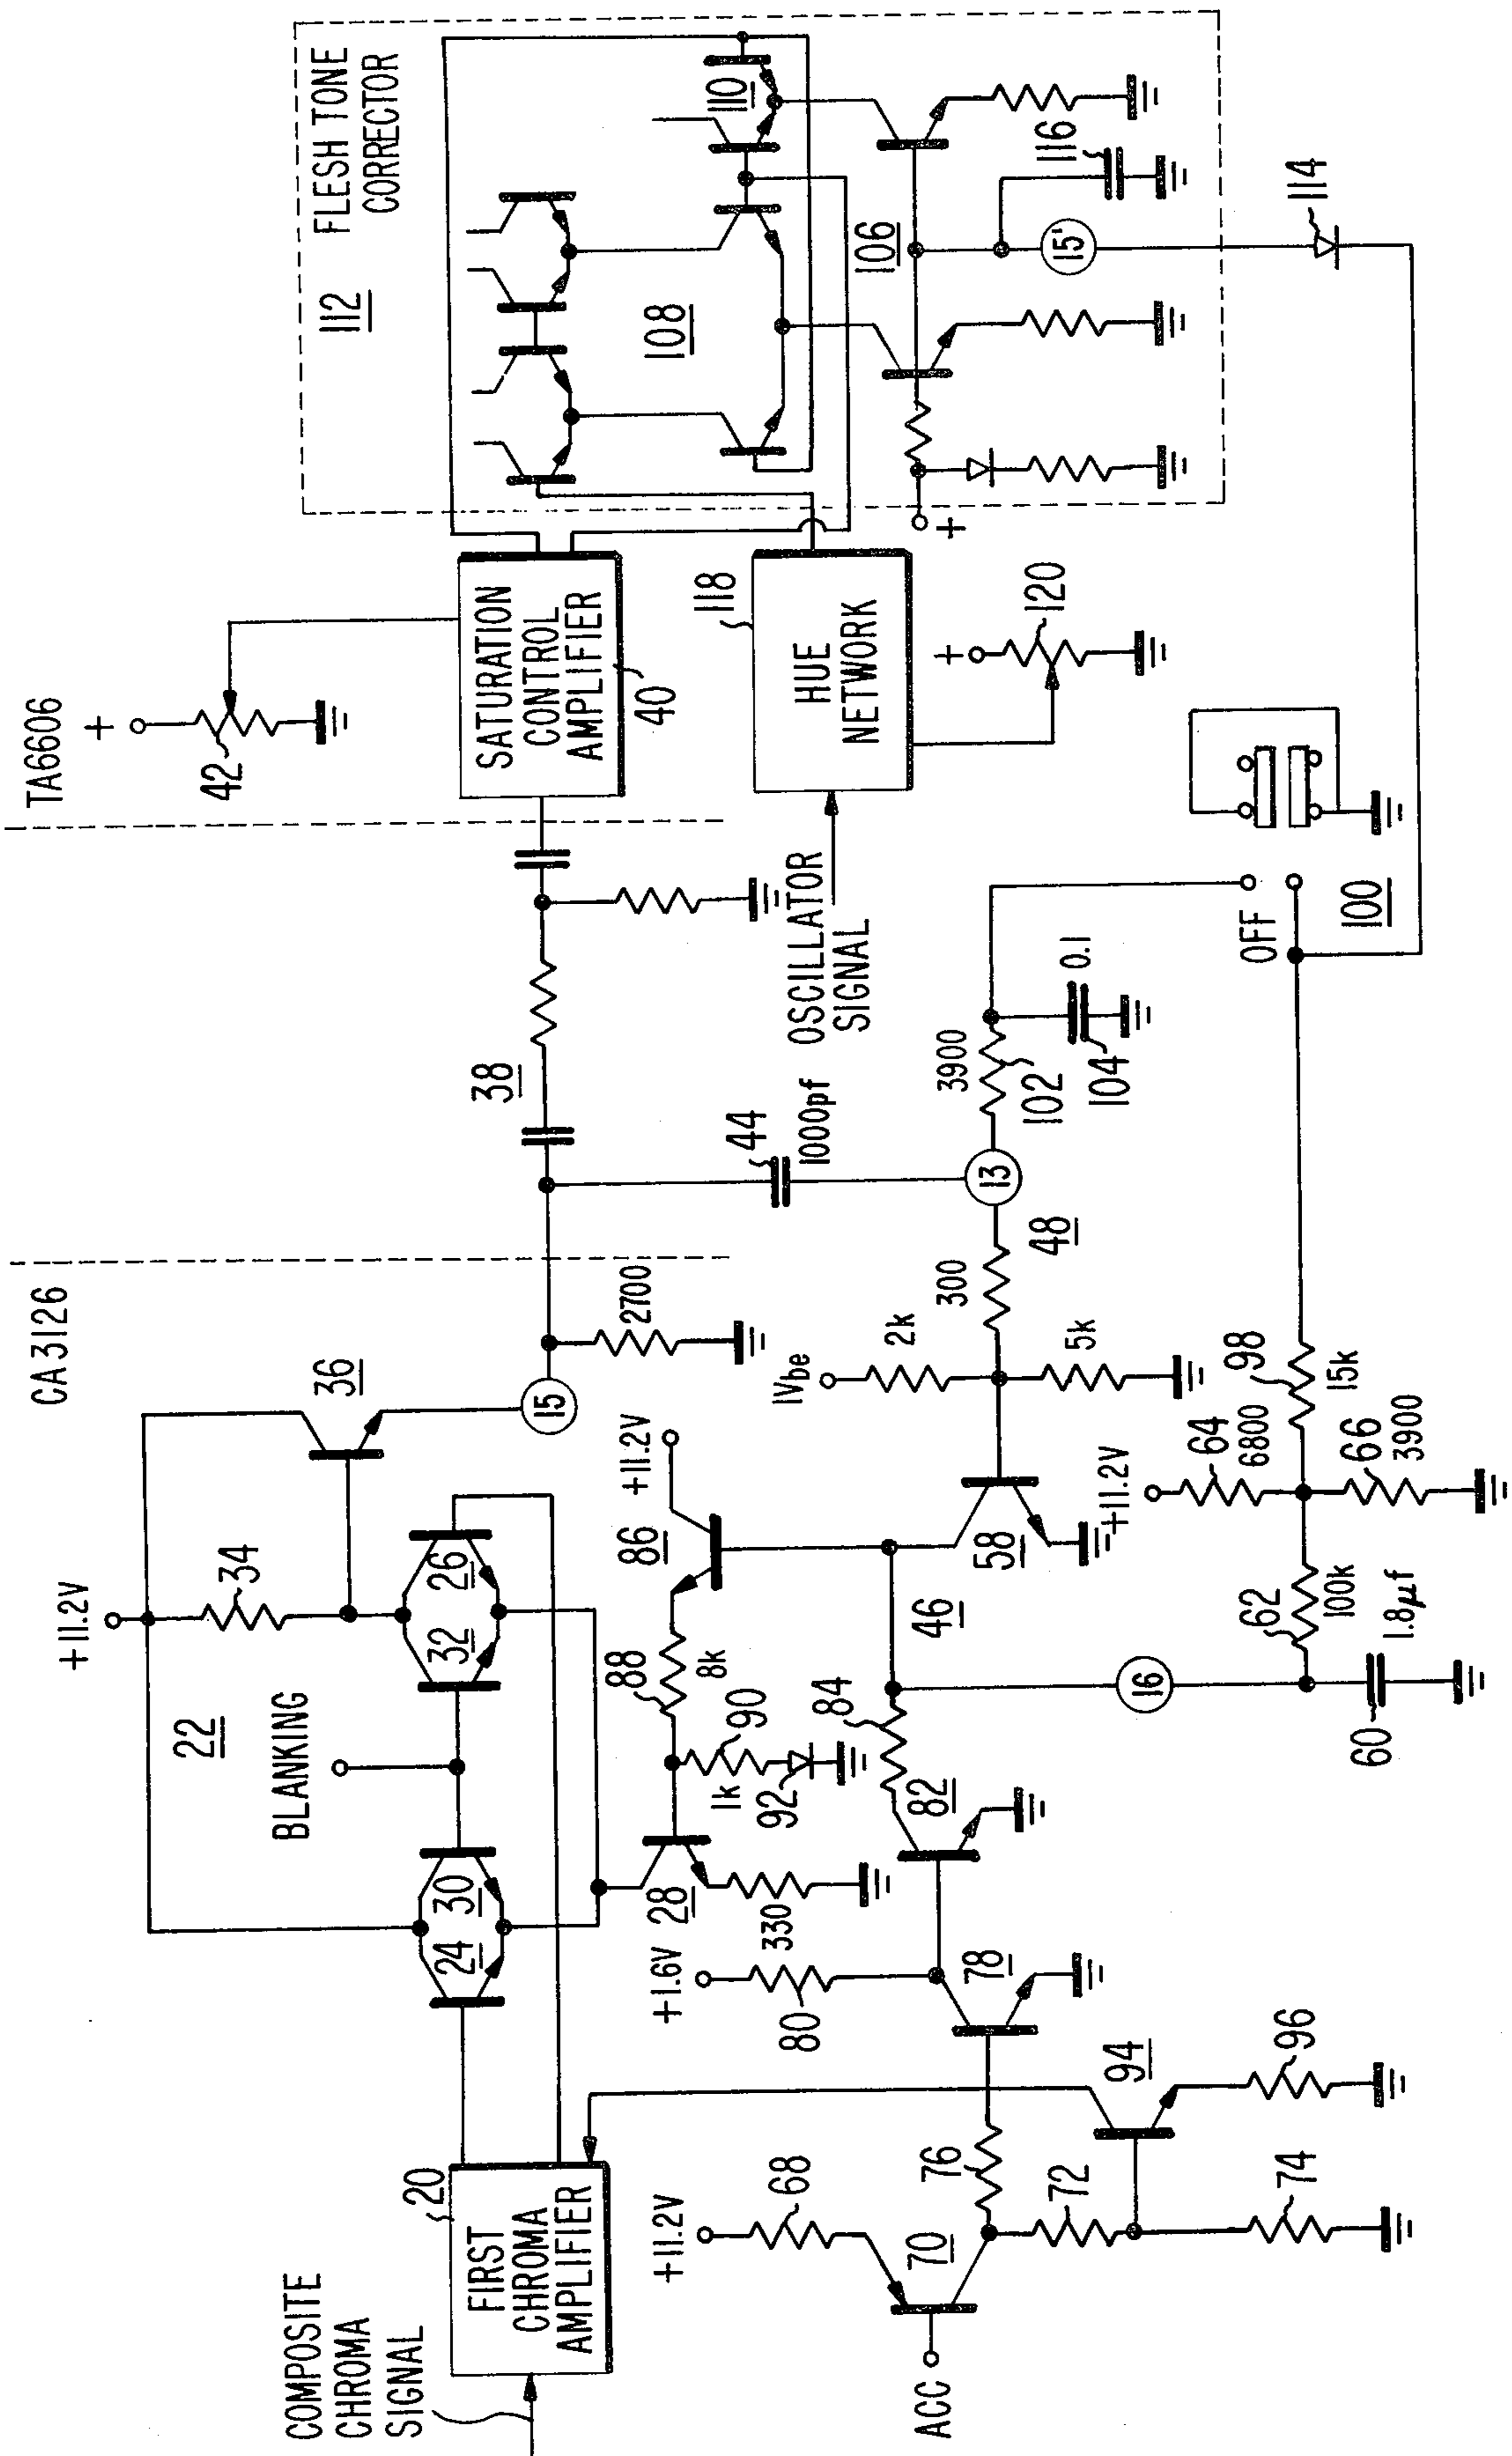 COMPOSITE
CHROMA
SIGNAL
20
FIRST
CHROMA
AMPLIFIER
CA3126
+11.2V
BLANKING
22
34
36
24
30
32
26
15
2700
28
330
88
8k
86
+11.2V
1k
90
92
+1.6V
80
78
82
84
46
16
60
1.8µf
62
100k
+11.2V
64
6800
66
3900
98
15k
58
1Vbe
2k
5k
300
48
13
44
1000pf
3900
102
104
0.1
ACC
+11.2V
68
70
76
72
74
94
96
38
TA6606
+
42
SATURATION
CONTROL
AMPLIFIER
40
OSCILLATOR
SIGNAL
118
HUE
NETWORK
+
120
OFF
100
112
FLESH TONE
CORRECTOR
108
110
106
116
15'
+
114